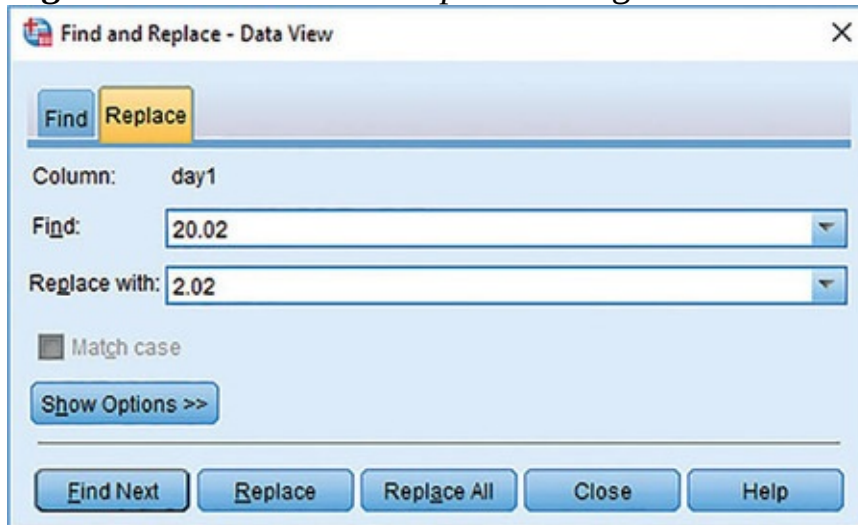 Find and Replace - Data View
Find Replace
Column: day1
Find: 20.02
Replace with: 2.02
Match case
Show Options >>
Find Next Replace Replace All Close Help